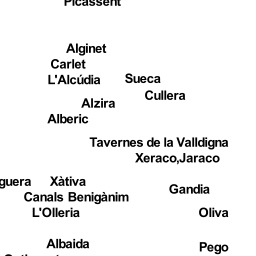 Picassent
Alginet
Carlet
L'Alcúdia Sueca
Cullera
Alzira
Alberic
Tavernes de la Valldigna
Xeraco,Jaraco
guera Xàtiva
Gandia
Canals Benigànim
L'Olleria Oliva
Albaida
Pego